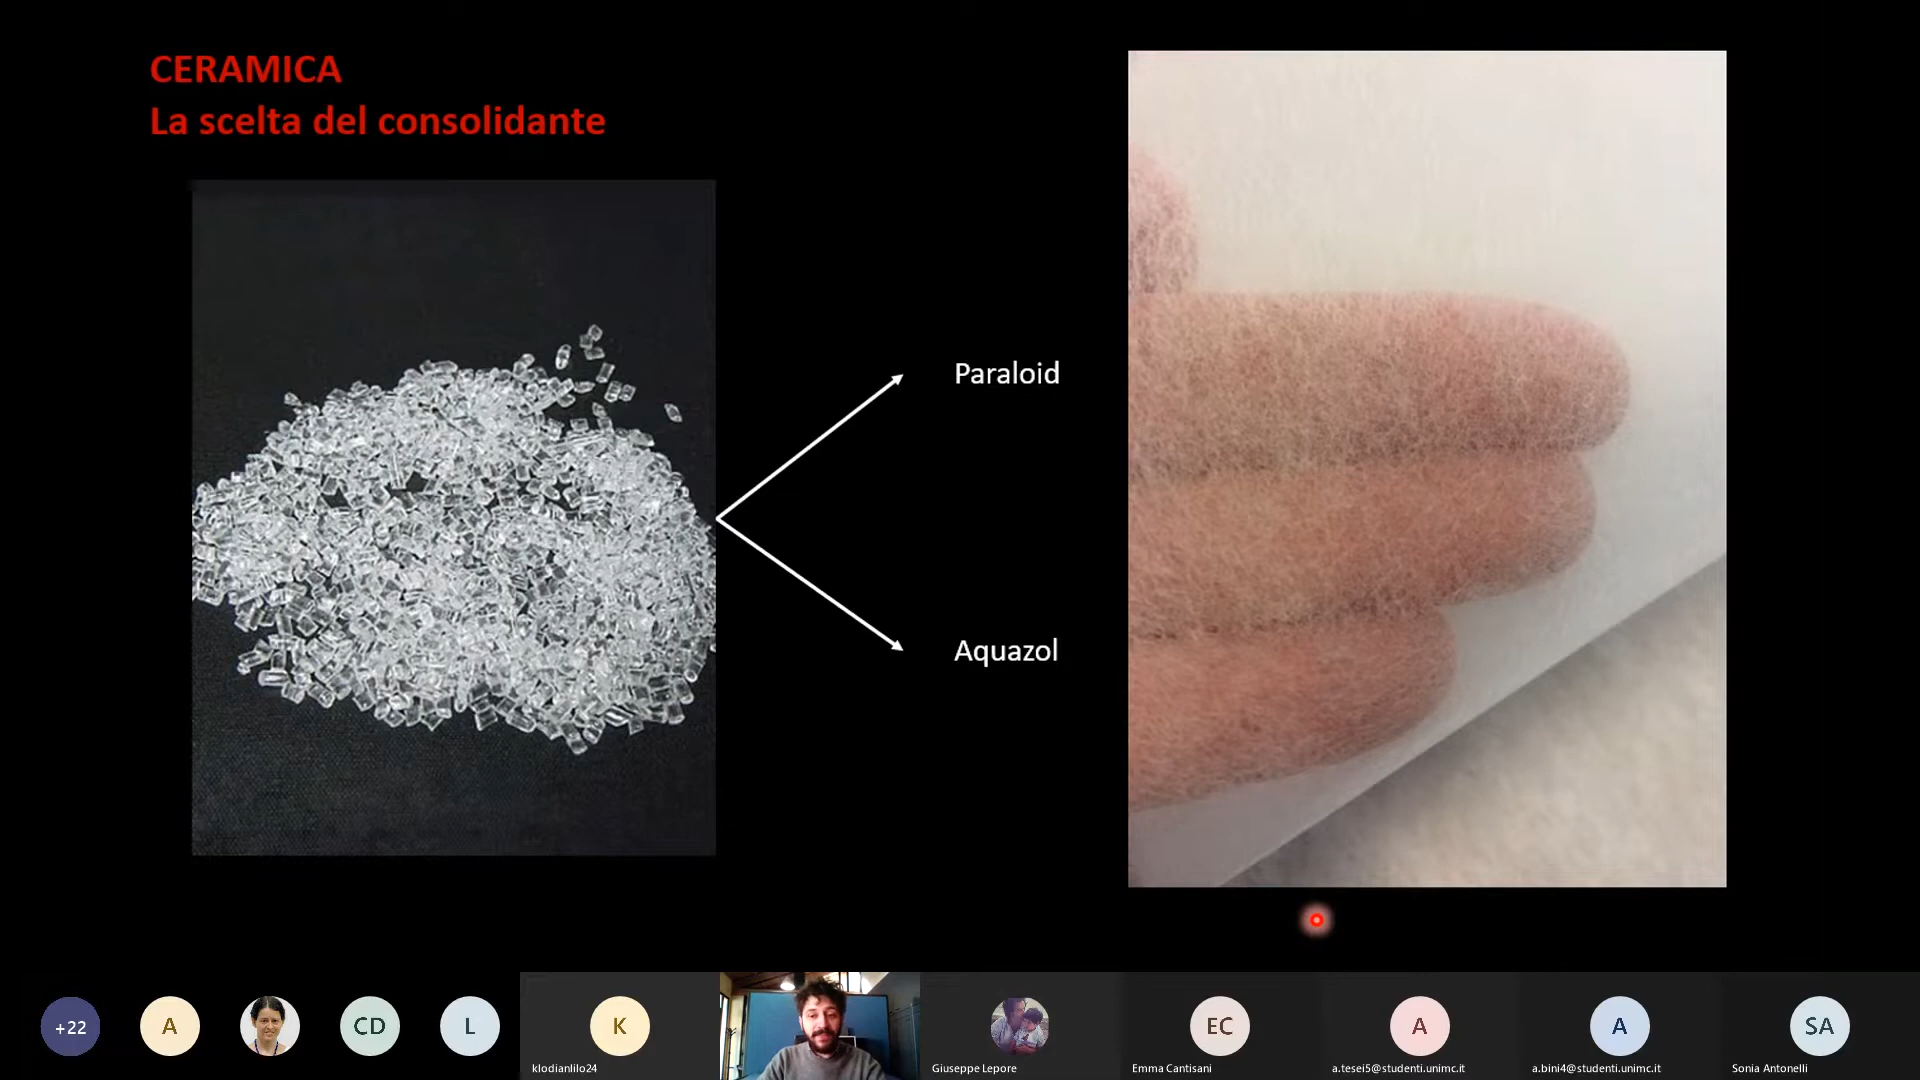 CERAMICA
La scelta del consolidante
Paraloid
Aquazol
+22
A
CD
L
K
klodianlilo24
Giuseppe Lepore
EC
Emma Cantisani
A
a.tesei5@studenti.unimc.it
A
a.bini4@studenti.unimc.it
SA
Sonia Antonelli